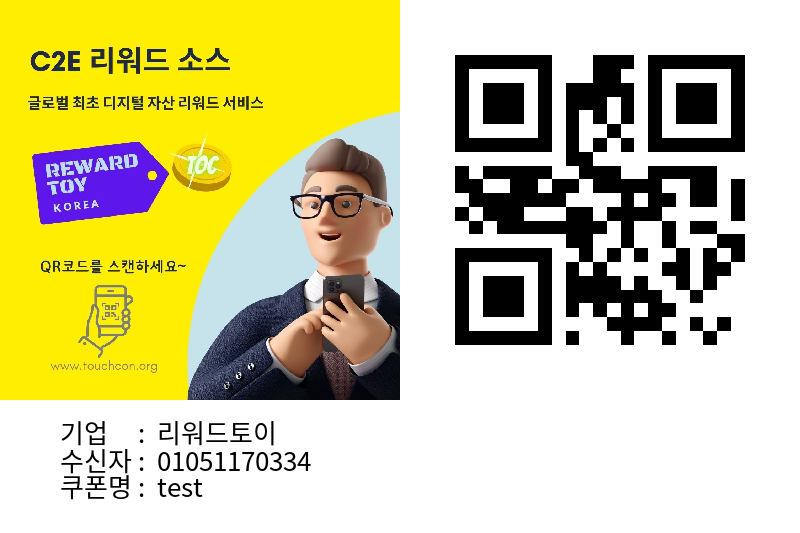 C2E 리워드 소스
글로벌 최초 디지털 자산 리워드 서비스
REWARD
TOY
KOREA
TOC
QR코드를 스캔하세요~
www.touchcon.org
기업 : 리워드토이
수신자 : 01051170334
쿠폰명 : test